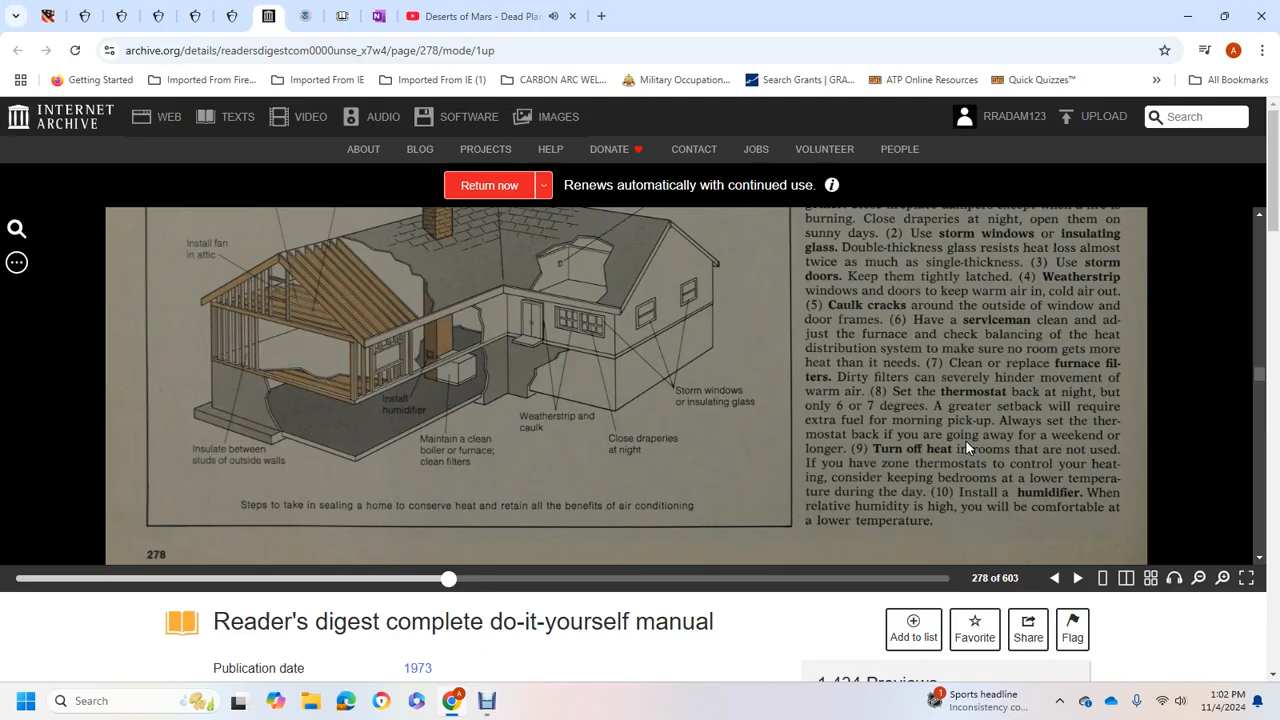 Deserts of Mars - Dead Plan
archive.org/details/readersdigestcom0000unse_x7w4/page/278/mode/1up
A
Getting Started
Imported From Fire...
Imported From IE
Imported From IE (1)
CARBON ARC WEL...
Military Occupation...
Search Grants | GRA...
ATP Online Resources
Quick Quizzes™
»
All Bookmarks
INTERNET
ARCHIVE
WEB
TEXTS
VIDEO
AUDIO
SOFTWARE
IMAGES
RRADAM123
UPLOAD
Search
ABOUT
BLOG
PROJECTS
HELP
DONATE
CONTACT
JOBS
VOLUNTEER
PEOPLE
Return now
Renews automatically with continued use.
Install fan
in attic
Install
humidifier
Insulate between
studs of outside walls
Maintain a clean
boiler or furnace;
clean filters
Weatherstrip and
caulk
Close draperies
at night
Storm windows
or insulating glass
Steps to take in sealing a home to conserve heat and retain all the benefits of air conditioning
278
burning. Close draperies at night, open them on
sunny days. (2) Use storm windows or insulating
glass. Double-thickness glass resists heat loss almost
twice as much as single-thickness. (3) Use storm
doors. Keep them tightly latched. (4) Weatherstrip
windows and doors to keep warm air in, cold air out.
(5) Caulk cracks around the outside of window and
door frames. (6) Have a serviceman clean and ad-
just the furnace and check balancing of the heat
distribution system to make sure no room gets more
heat than it needs. (7) Clean or replace furnace fil-
ters. Dirty filters can severely hinder movement of
warm air. (8) Set the thermostat back at night, but
only 6 or 7 degrees. A greater setback will require
extra fuel for morning pick-up. Always set the ther-
mostat back if you are going away for a weekend or
longer. (9) Turn off heat in rooms that are not used.
If you have zone thermostats to control your heat-
ing, consider keeping bedrooms at a lower tempera-
ture during the day. (10) Install a humidifier. When
relative humidity is high, you will be comfortable at
a lower temperature.
278 of 603
Reader's digest complete do-it-yourself manual
Add to list
Favorite
Share
Flag
Publication date
1973
1,434 Previews
Search
1
Sports headline
Inconsistency co...
1:02 PM
11/4/2024